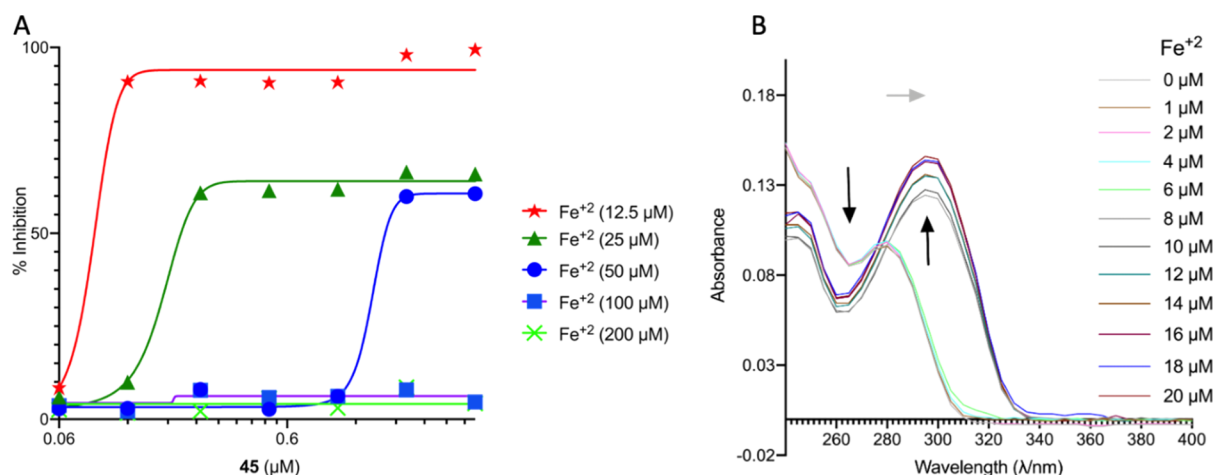 A
100
50
0
0.06
0.6
% Inhibition
45 (μM)
Fe+2 (12.5 μM)
Fe+2 (25 μM)
Fe+2 (50 μM)
Fe+2 (100 μM)
Fe+2 (200 μM)
B
0.18
0.13
0.08
0.03
-0.02
Absorbance
260 280 300 320 340 360 380 400
Wavelength (λ/nm)
Fe+2
0 μM
1 μM
2 μM
4 μM
6 μM
8 μM
10 μM
12 μM
14 μM
16 μM
18 μM
20 μM